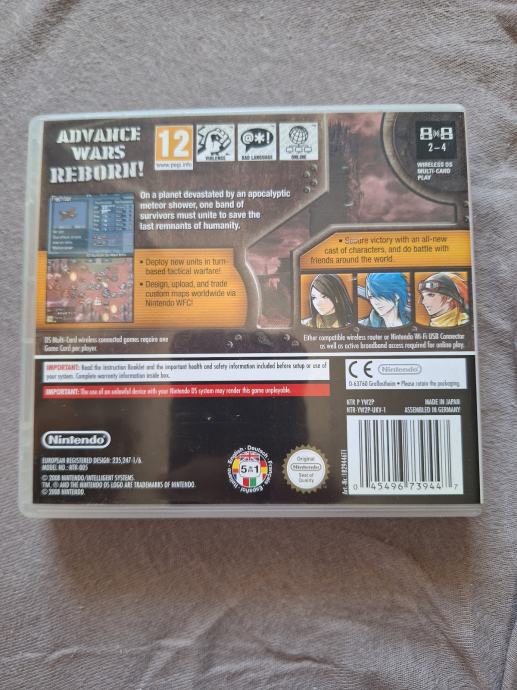 ADVANCE
WARS
REBORN!
12
www.pegi.info
VIOLENCE
BAD LANGUAGE
ONLINE
2 - 4
WIRELESS DS
MULTI-CARD
PLAY
On a planet devastated by an apocalyptic
meteor shower, one band of
survivors must unite to save the
last remnants of humanity.
• Deploy new units in turn-
based tactical warfare!
• Design, upload, and trade
custom maps worldwide via
Nintendo WFC!
• Secure victory with an all-new
cast of characters, and do battle with
friends around the world.
DS Multi-Card wireless connected games require one
Game Card per player.
Either compatible wireless router or Nintendo Wi-Fi USB Connector
as well as active broadband access required for online play.
IMPORTANT: Read the Instruction Booklet and the important health and safety information included before setup or use of
your system. Complete warranty information inside box.
IMPORTANT: The use of an unlawful device with your Nintendo DS system may render this game unplayable.
CE Nintendo
D-63760 Großostheim • Please retain the packaging.
NTR P YW2P
NTR-YW2P-UKV-1
MADE IN JAPAN
ASSEMBLED IN GERMANY
Nintendo
EUROPEAN REGISTERED DESIGN: 235,247-1/6.
MODEL NO.: NTR-005
© 2008 NINTENDO/INTELLIGENT SYSTEMS.
TM, ® AND THE NINTENDO DS LOGO ARE TRADEMARKS OF NINTENDO.
© 2008 NINTENDO.
English • Deutsch • Français • Español • Italiano
5 in 1
Original
Nintendo
Seal of
Quality
0 45496 73944 7